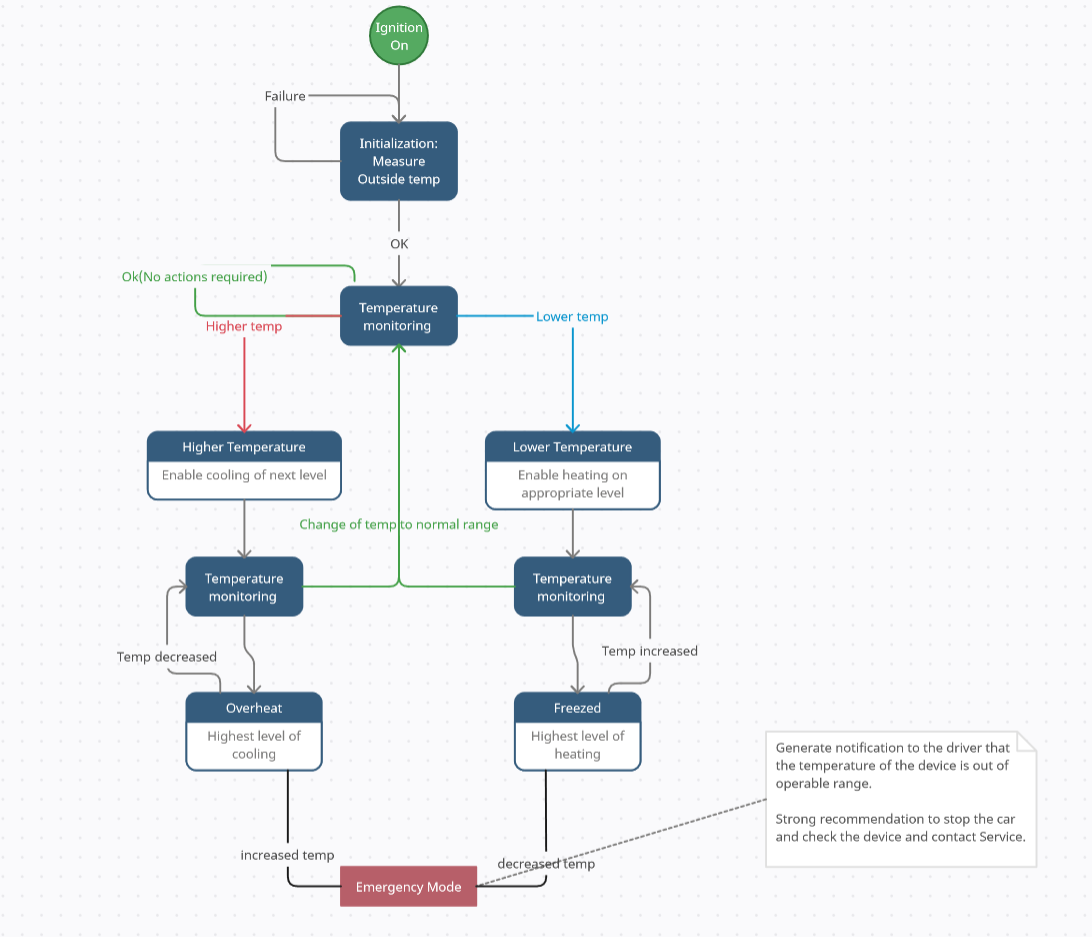 Ignition
On
Failure
Initialization:
Measure
Outside temp
OK
Ok(No actions required)
Temperature
monitoring
Higher temp
Lower temp
Higher Temperature
Enable cooling of next level
Lower Temperature
Enable heating on
appropriate level
Change of temp to normal range
Temperature
monitoring
Temperature
monitoring
Temp decreased
Temp increased
Overheat
Highest level of
cooling
Freezed
Highest level of
heating
Generate notification to the driver that
the temperature of the device is out of
operable range.
Strong recommendation to stop the car
and check the device and contact Service.
increased temp
decreased temp
Emergency Mode